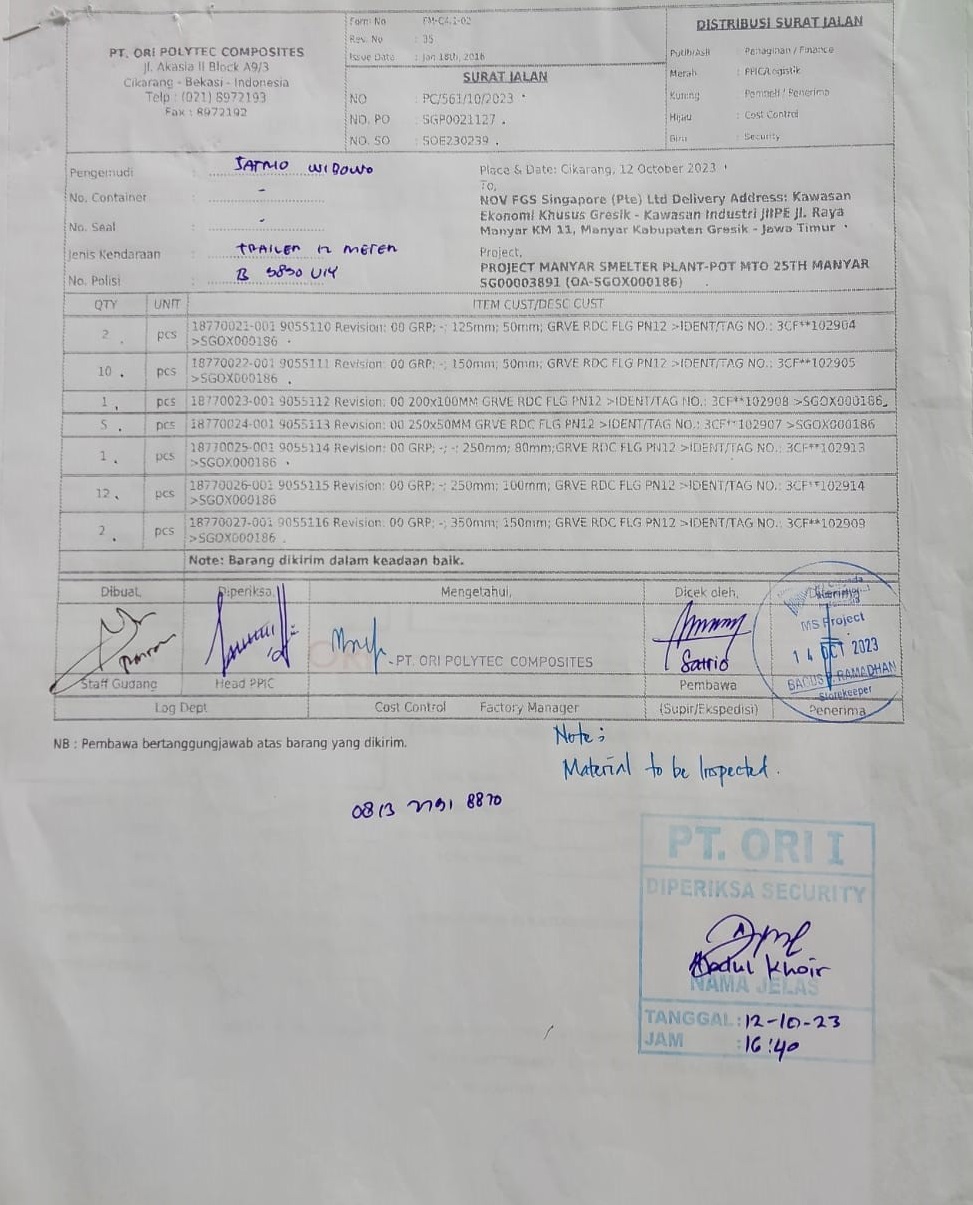 PT. ORI POLYTEC COMPOSITES
Jl. Akasia II Block A9/3
Cikarang - Bekasi - Indonesia
Telp : (021) 8972193
Fax : 8972192
Form No FM-C4.1-02
Rev. No : 35
Issue Date : Jan 18th, 2016
SURAT JALAN
NO : PC/561/10/2023
NO. PO : SGP0021127
NO. SO : SOE230239
DISTRIBUSI SURAT JALAN
Putih/Asli Penagihan / Finance
Merah : PPIC/Logistik
Kuning Pembeli / Penerima
Hijau : Cost Control
Biru : Security
Pengemudi : SATRIO WIBOWO
No. Container : -
No. Seal : -
Jenis Kendaraan : TRAILER 12 METER
No. Polisi : B
Place & Date: Cikarang, 12 October 2023
To,
NOV FGS Singapore (Pte) Ltd Delivery Address: Kawasan
Ekonomi Khusus Gresik - Kawasan Industri JIIPE Jl. Raya
Manyar KM 11, Manyar Kabupaten Gresik - Jawa Timur
Project,
PROJECT MANYAR SMELTER PLANT-POT MTO 25TH MANYAR
SG00003891 (OA-SGOX000186)
QTY UNIT ITEM CUST/DESC CUST
2 pcs 18770021-001 9055110 Revision: 00 GRP; -; 125mm; 50mm; GRVE RDC FLG PN12 >IDENT/TAG NO.: 3CF**102904
>SGOX000186
10 pcs 18770022-001 9055111 Revision: 00 GRP; -; 150mm; 50mm; GRVE RDC FLG PN12 >IDENT/TAG NO.: 3CF**102905
>SGOX000186
1 pcs 18770023-001 9055112 Revision: 00 200x100MM GRVE RDC FLG PN12 >IDENT/TAG NO.: 3CF**102908 >SGOX000186
5 pcs 18770024-001 9055113 Revision: 00 250x50MM GRVE RDC FLG PN12 >IDENT/TAG NO.: 3CF**102907 >SGOX000186
1 pcs 18770025-001 9055114 Revision: 00 GRP; -; -; 250mm; 80mm;GRVE RDC FLG PN12 >IDENT/TAG NO.: 3CF**102913
>SGOX000186
12 pcs 18770026-001 9055115 Revision: 00 GRP; -; 250mm; 100mm; GRVE RDC FLG PN12 >IDENT/TAG NO.: 3CF**102914
>SGOX000186
2 pcs 18770027-001 9055116 Revision: 00 GRP; -; 350mm; 150mm; GRVE RDC FLG PN12 >IDENT/TAG NO.: 3CF**102909
>SGOX000186
Note: Barang dikirim dalam keadaan baik.
Dibuat, Diperiksa, Mengetahui, Dicek oleh, Diterima
MS Project
14 OCT 2023
BAGUS RAMADHAN
Storekeeper
PT. ORI POLYTEC COMPOSITES
Satrio
Staff Gudang Head PPIC Pembawa
Log Dept Cost Control Factory Manager (Supir/Ekspedisi) Penerima
NB : Pembawa bertanggungjawab atas barang yang dikirim.
Note :
Material to be Inspected.
PT. ORI I
DIPERIKSA SECURITY
Abdul Khoir
NAMA JELAS
TANGGAL : 12-10-23
JAM : 16:40